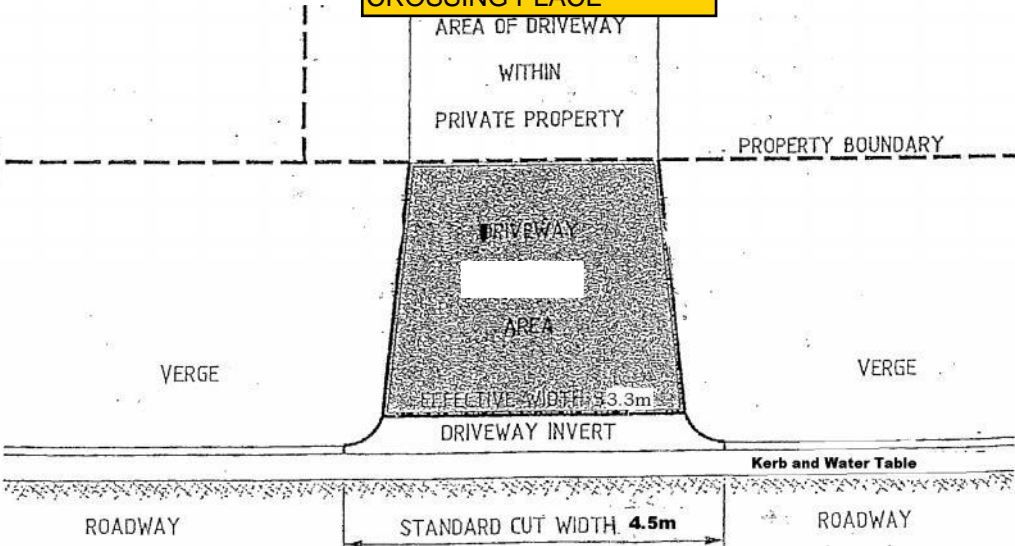 CROSSING PLACE
AREA OF DRIVEWAY
WITHIN
PRIVATE PROPERTY
PROPERTY BOUNDARY
DRIVEWAY
AREA
VERGE
VERGE
EFFECTIVE WIDTH 3.3m
DRIVEWAY INVERT
Kerb and Water Table
ROADWAY
STANDARD CUT WIDTH 4.5m
ROADWAY